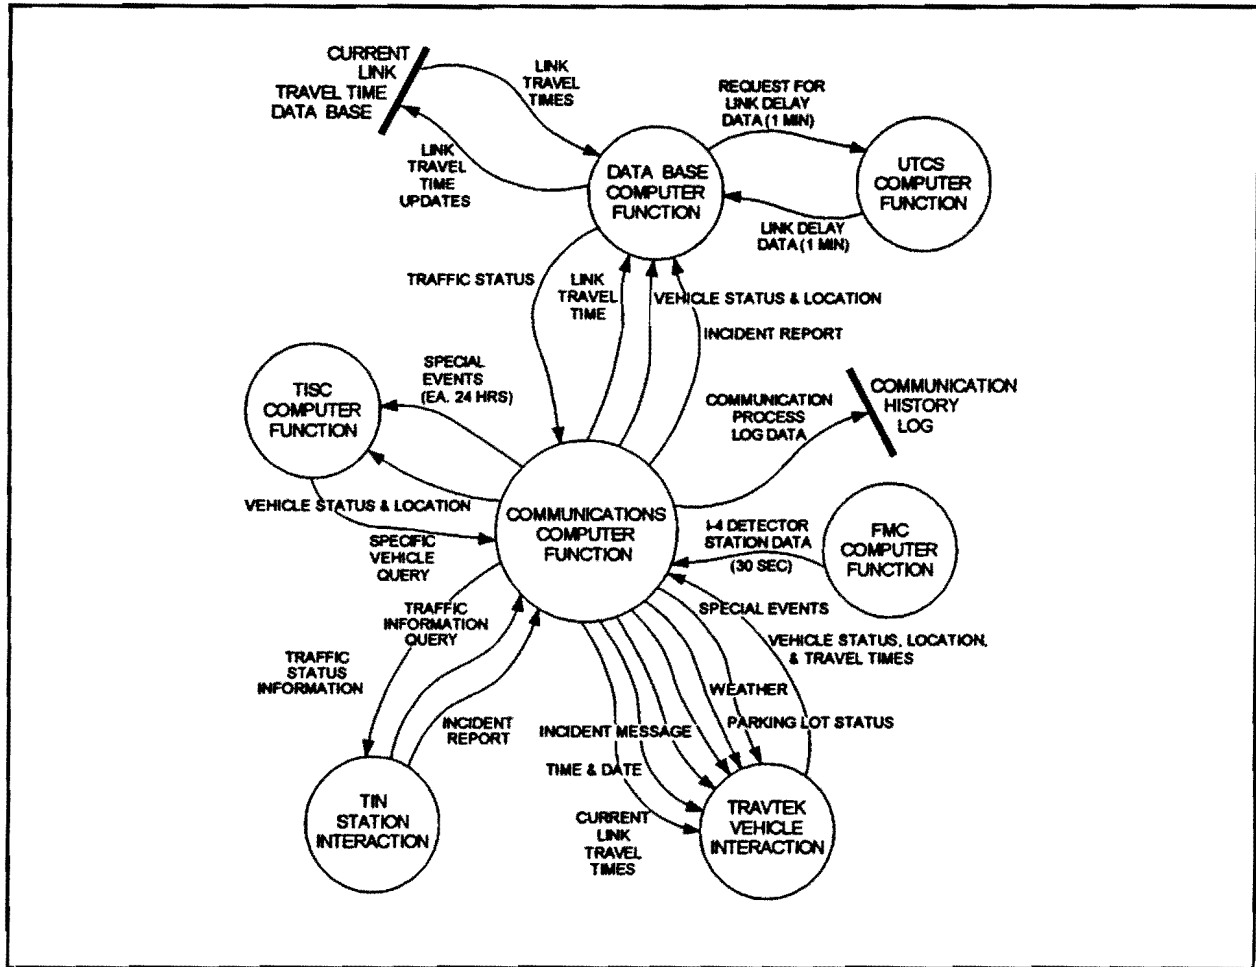 CURRENT
LINK
TRAVEL TIME
DATA BASE
LINK
TRAVEL
TIMES
LINK
TRAVEL
TIME
UPDATES
REQUEST FOR
LINK DELAY
DATA (1 MIN)
DATA BASE
COMPUTER
FUNCTION
UTCS
COMPUTER
FUNCTION
LINK DELAY
DATA (1 MIN)
TRAFFIC STATUS
LINK
TRAVEL
TIME
VEHICLE STATUS & LOCATION
INCIDENT REPORT
TISC
COMPUTER
FUNCTION
SPECIAL
EVENTS
(EA. 24 HRS)
COMMUNICATION
PROCESS
LOG DATA
COMMUNICATION
HISTORY
LOG
VEHICLE STATUS & LOCATION
SPECIFIC
VEHICLE
QUERY
COMMUNICATIONS
COMPUTER
FUNCTION
I-4 DETECTOR
STATION DATA
(30 SEC)
FMC
COMPUTER
FUNCTION
TRAFFIC
INFORMATION
QUERY
TRAFFIC
STATUS
INFORMATION
INCIDENT
REPORT
SPECIAL EVENTS
VEHICLE STATUS, LOCATION,
& TRAVEL TIMES
WEATHER
PARKING LOT STATUS
INCIDENT MESSAGE
TIME & DATE
CURRENT
LINK
TRAVEL
TIMES
TIN
STATION
INTERACTION
TRAVTEK
VEHICLE
INTERACTION